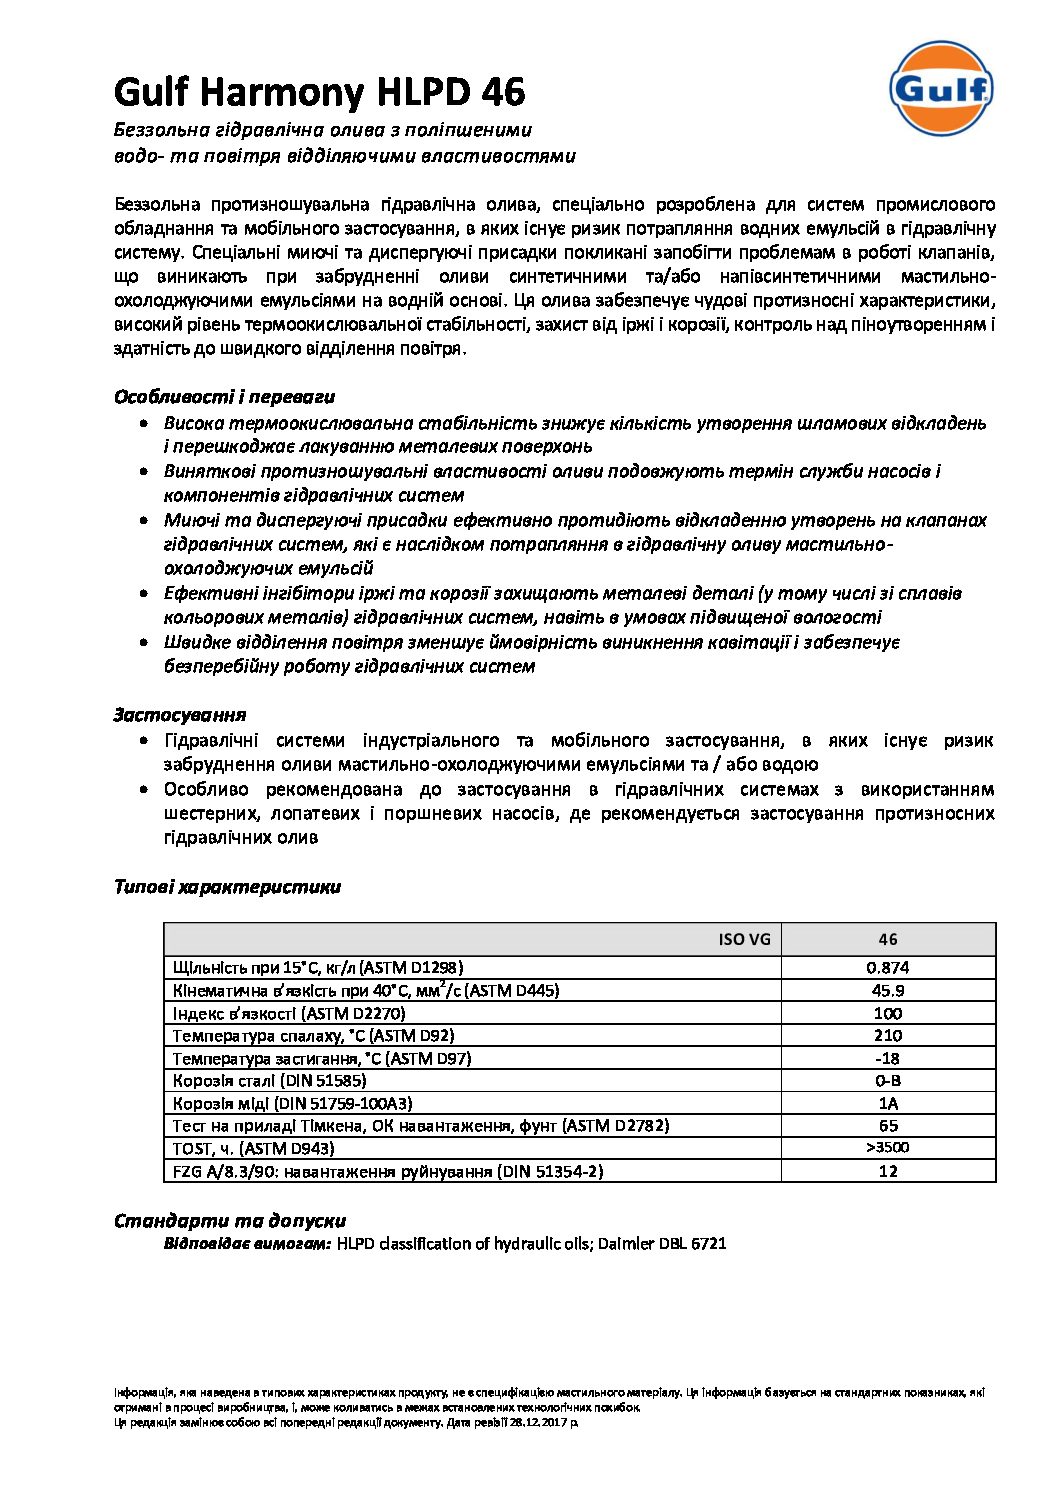 Gulf Harmony HLPD 46
Gulf
Беззольна гідравлічна олива з поліпшеними
водо- та повітря відділяючими властивостями
Беззольна протизношувальна гідравлічна олива, спеціально розроблена для систем промислового
обладнання та мобільного застосування, в яких існує ризик потрапляння водних емульсій в гідравлічну
систему. Спеціальні миючі та диспергуючі присадки покликані запобігти проблемам в роботі клапанів,
що виникають при забрудненні оливи синтетичними та/або напівсинтетичними мастильно-
охолоджуючими емульсіями на водній основі. Ця олива забезпечує чудові протизносні характеристики,
високий рівень термоокислювальної стабільності, захист від іржі і корозії, контроль над піноутворенням і
здатність до швидкого відділення повітря.
Особливості і переваги
• Висока термоокислювальна стабільність знижує кількість утворення шламових відкладень
і перешкоджає лакуванню металевих поверхонь
• Виняткові протизношувальні властивості оливи подовжують термін служби насосів і
компонентів гідравлічних систем
• Миючі та диспергуючі присадки ефективно протидіють відкладенню утворень на клапанах
гідравлічних систем, які є наслідком потрапляння в гідравлічну оливу мастильно-
охолоджуючих емульсій
• Ефективні інгібітори іржі та корозії захищають металеві деталі (у тому числі зі сплавів
кольорових металів) гідравлічних систем, навіть в умовах підвищеної вологості
• Швидке відділення повітря зменшує ймовірність виникнення кавітації і забезпечує
безперебійну роботу гідравлічних систем
Застосування
• Гідравлічні системи індустріального та мобільного застосування, в яких існує ризик
забруднення оливи мастильно-охолоджуючими емульсіями та / або водою
• Особливо рекомендована до застосування в гідравлічних системах з використанням
шестерних, лопатевих і поршневих насосів, де рекомендується застосування протизносних
гідравлічних олив
Типові характеристики
ISO VG 46
Щільність при 15˚С, кг/л (ASTM D1298) 0.874
Кінематична в’язкість при 40˚С, мм²/с (ASTM D445) 45.9
Індекс в’язкості (ASTM D2270) 100
Температура спалаху, ˚С (ASTM D92) 210
Температура застигання, ˚С (ASTM D97) -18
Корозія сталі (DIN 51585) 0-B
Корозія міді (DIN 51759-100A3) 1A
Тест на приладі Тімкена, ОК навантаження, фунт (ASTM D2782) 65
TOST, ч. (ASTM D943) >3500
FZG A/8.3/90: навантаження руйнування (DIN 51354-2) 12
Стандарти та допуски
Відповідає вимогам: HLPD classification of hydraulic oils; Daimler DBL 6721
Інформація, яка наведена в типових характеристиках продукту, не є специфікацією мастильного матеріалу. Ця інформація базується на стандартних показниках, які
отримані в процесі виробництва, і, може коливатись в межах встановлених технологічних похибок.
Ця редакція замінює собою всі попередні редакції документу. Дата ревізії 28.12.2017 р.